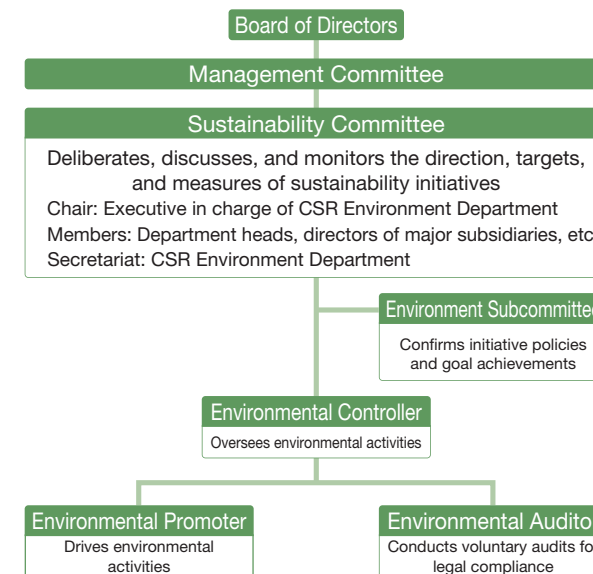 Board of Directors
Management Committee
Sustainability Committee
Deliberates, discusses, and monitors the direction, targets,
and measures of sustainability initiatives
Chair: Executive in charge of CSR Environment Department
Members: Department heads, directors of major subsidiaries, etc
Secretariat: CSR Environment Department
Environment Subcommittee
Confirms initiative policies
and goal achievements
Environmental Controller
Oversees environmental activities
Environmental Promoter
Drives environmental
activities
Environmental Audito
Conducts voluntary audits fo
legal compliance